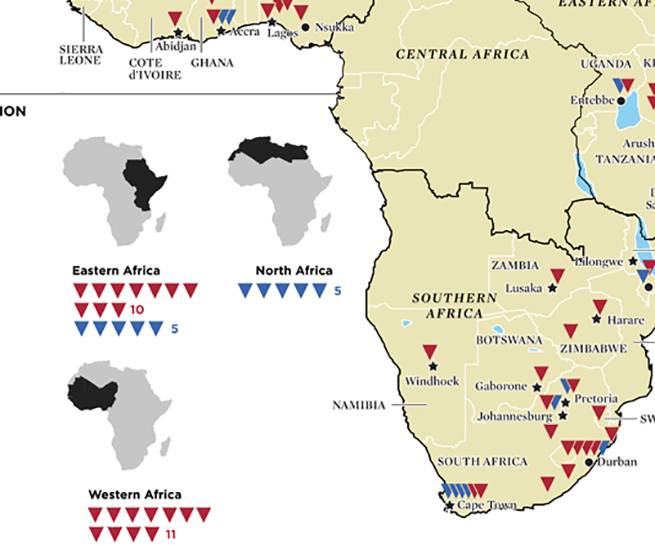 EASTERN AF
SIERRA
LEONE
COTE
d'IVOIRE
GHANA
Abidjan
Accra
Lagos
Nsukka
CENTRAL AFRICA
UGANDA
Entebbe
Arush
TANZANIA
ION
Eastern Africa
10
5
North Africa
5
Western Africa
11
ZAMBIA
Lusaka
Lilongwe
SOUTHERN
AFRICA
Harare
BOTSWANA
ZIMBABWE
Windhoek
Gaborone
Pretoria
NAMIBIA
Johannesburg
SW
SOUTH AFRICA
Durban
Cape Town